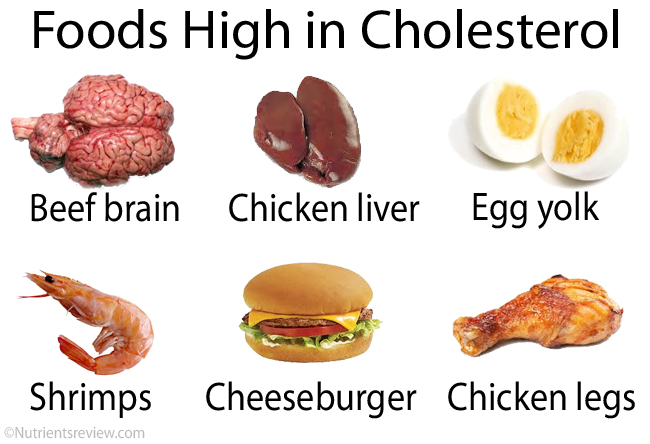 Foods High in Cholesterol
Beef brain
Chicken liver
Egg yolk
Shrimps
Cheeseburger
Chicken legs
©Nutrientsreview.com